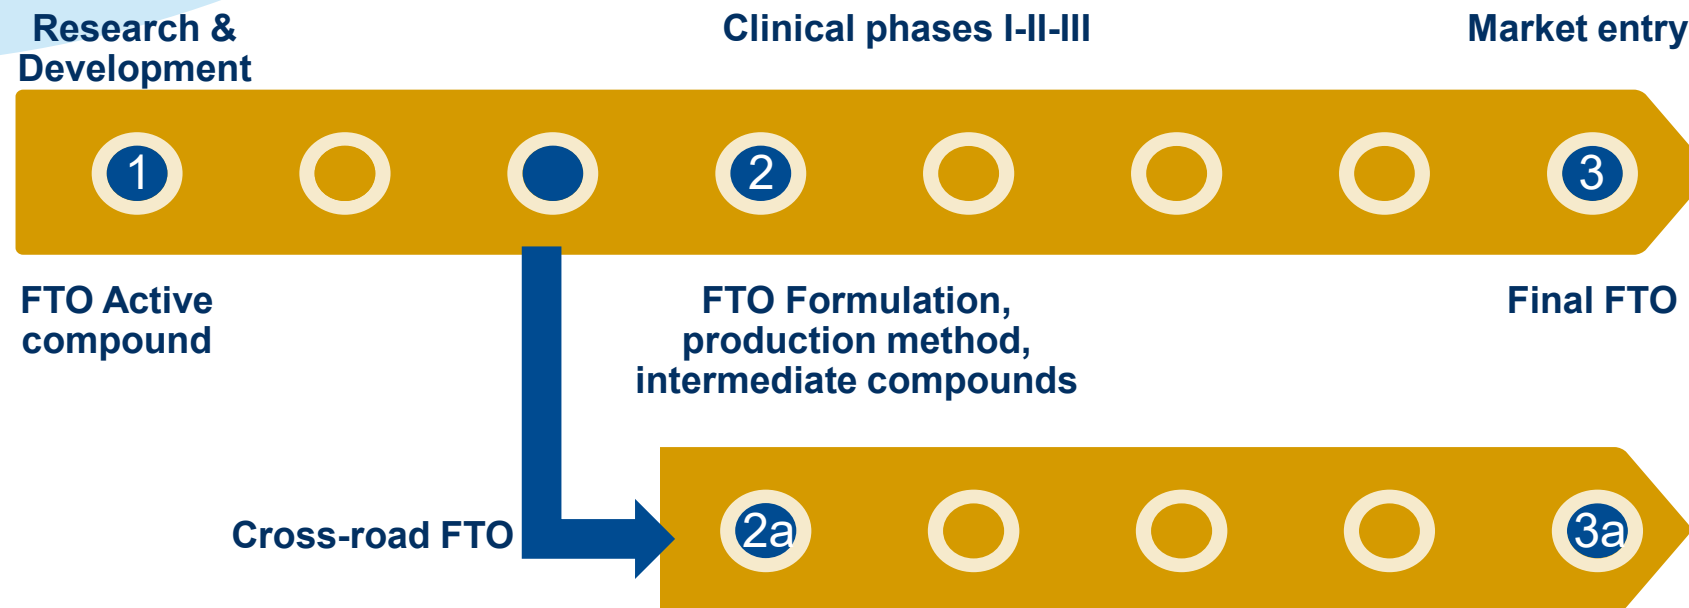 Research &
Development
Clinical phases I-II-III
Market entry
1
2
3
FTO Active
compound
FTO Formulation,
production method,
intermediate compounds
Final FTO
Cross-road FTO
2a
3a